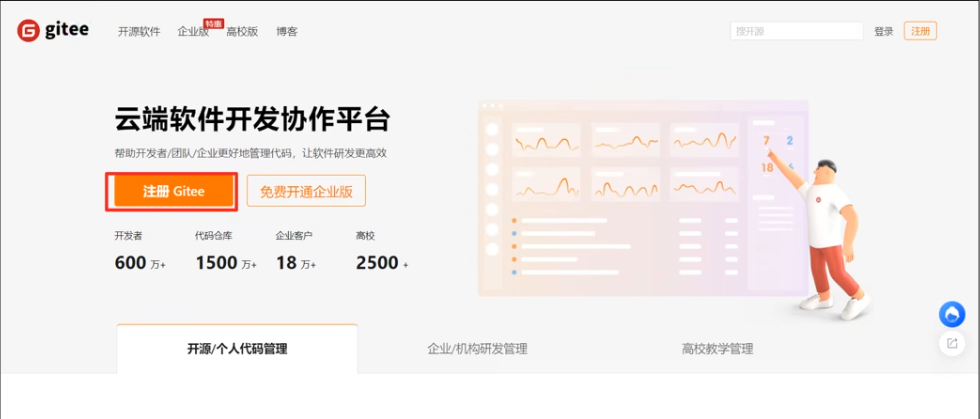 gitee
开源软件 企业版 特惠 高校版 博客
搜开源 登录 注册
云端软件开发协作平台
帮助开发者/团队/企业更好地管理代码，让软件研发更高效
注册 Gitee 免费开通企业版
开发者 代码仓库 企业客户 高校
600 万+ 1500 万+ 18 万+ 2500 +
7 2
18
开源/个人代码管理 企业/机构研发管理 高校教学管理